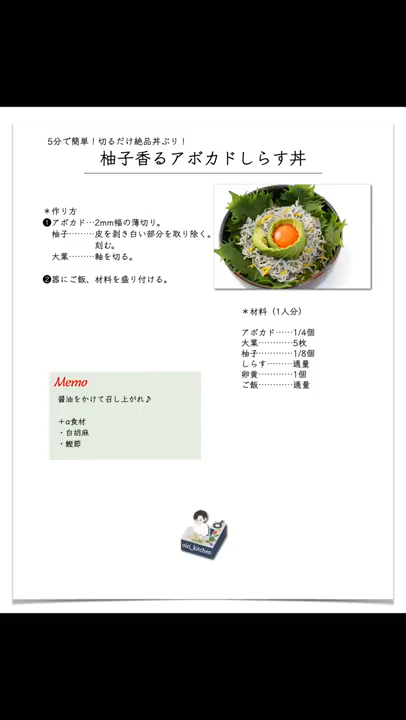 5分で簡単！切るだけ絶品丼ぶり！
柚子香るアボカドしらす丼
＊作り方
❶アボカド…2mm幅の薄切り。
柚子………皮を剥き白い部分を取り除く。
刻む。
大葉………軸を切る。
❷器にご飯、材料を盛り付ける。
＊材料（1人分）
アボカド……1/4個
大葉…………5枚
柚子…………1/8個
しらす………適量
卵黄…………1個
ご飯…………適量
Memo
醤油をかけて召し上がれ♪
＋α食材
・白胡麻
・鰹節